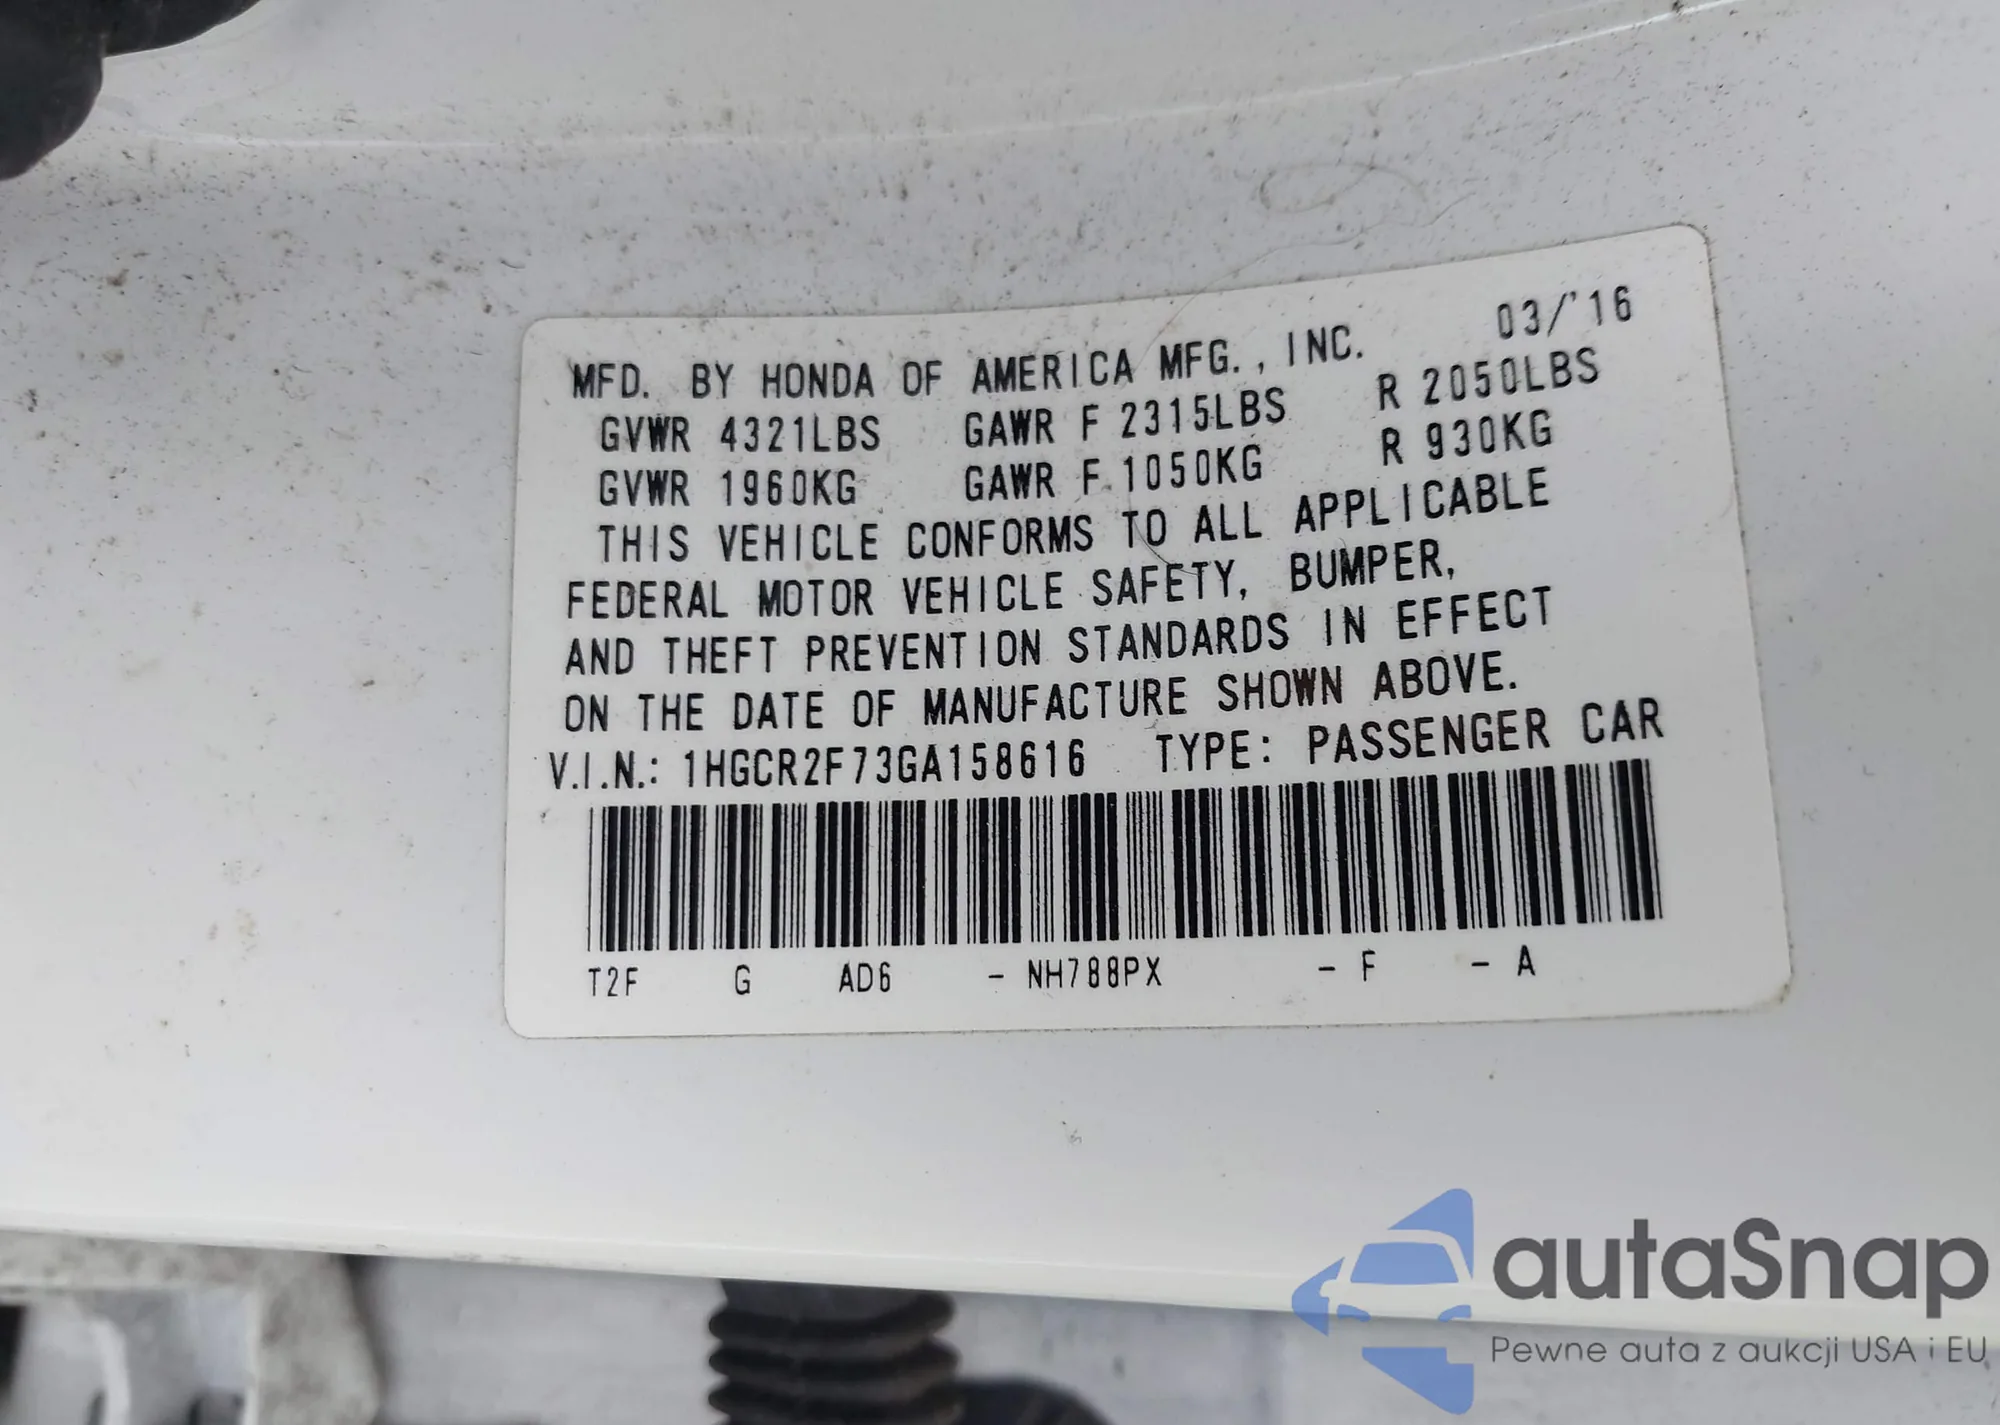 03/'16
MFD. BY HONDA OF AMERICA MFG., INC.
GVWR 4321LBS GAWR F 2315LBS R 2050LBS
GVWR 1960KG GAWR F 1050KG R 930KG
THIS VEHICLE CONFORMS TO ALL APPLICABLE
FEDERAL MOTOR VEHICLE SAFETY, BUMPER,
AND THEFT PREVENTION STANDARDS IN EFFECT
ON THE DATE OF MANUFACTURE SHOWN ABOVE.
V.I.N.: 1HGCR2F73GA158616 TYPE: PASSENGER CAR
T2F G AD6 - NH788PX - F - A
autaSnap
Pewne auta z aukcji USA i EU